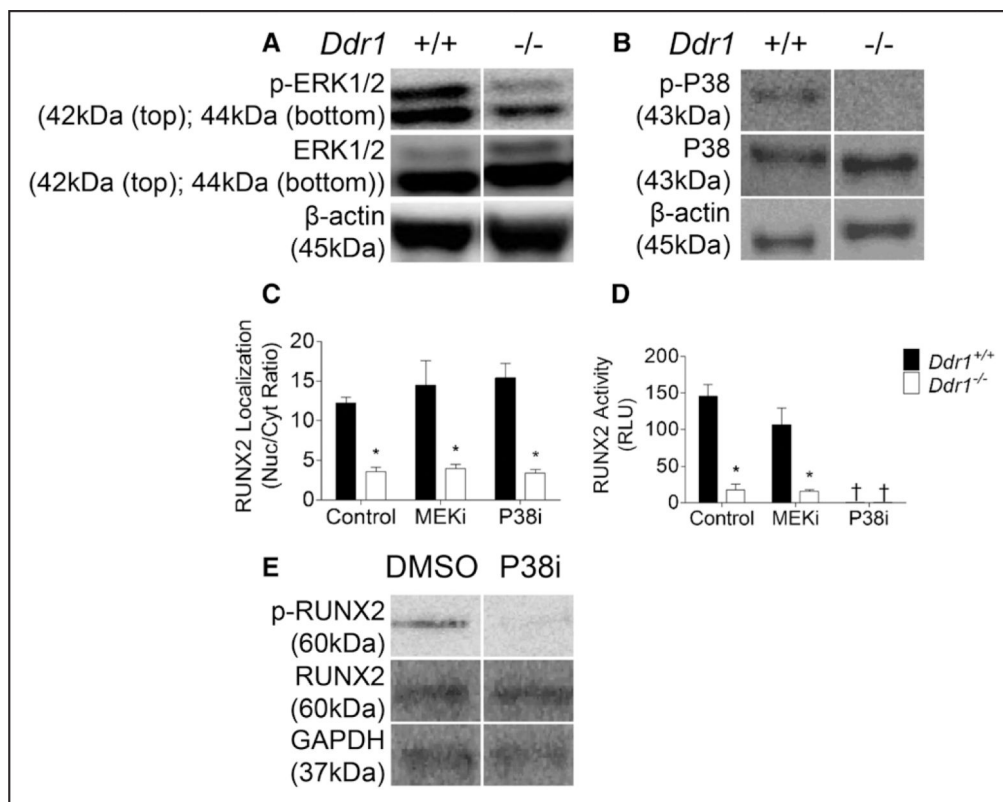 A Ddr1 +/+ -/-
p-ERK1/2
(42kDa (top); 44kDa (bottom)
ERK1/2
(42kDa (top); 44kDa (bottom))
β-actin
(45kDa)
B Ddr1 +/+ -/-
p-P38
(43kDa)
P38
(43kDa)
β-actin
(45kDa)
C
RUNX2 Localization
(Nuc/Cyt Ratio)
20
15
10
5
0
* * *
Control MEKi P38i
D
RUNX2 Activity
(RLU)
200
150
100
50
0
* * † †
Control MEKi P38i
Ddr1+/+
Ddr1-/-
E DMSO P38i
p-RUNX2
(60kDa)
RUNX2
(60kDa)
GAPDH
(37kDa)